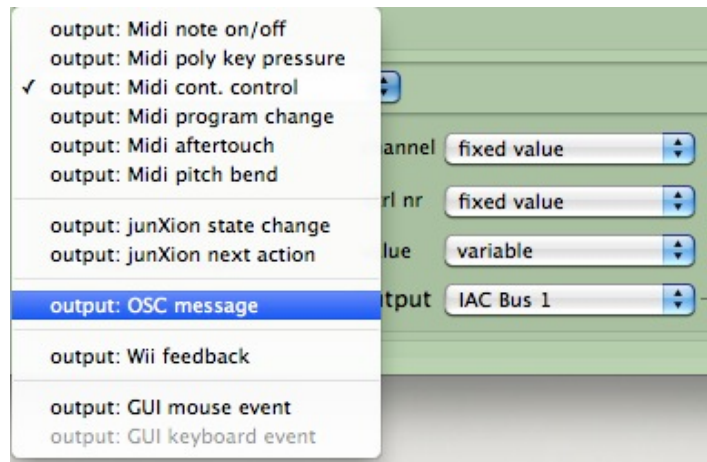 output: Midi note on/off
output: Midi poly key pressure
✓ output: Midi cont. control
output: Midi program change
output: Midi aftertouch
output: Midi pitch bend
output: junXion state change
output: junXion next action
output: OSC message
output: Wii feedback
output: GUI mouse event
output: GUI keyboard event
annel fixed value
rl nr fixed value
lue variable
tput IAC Bus 1